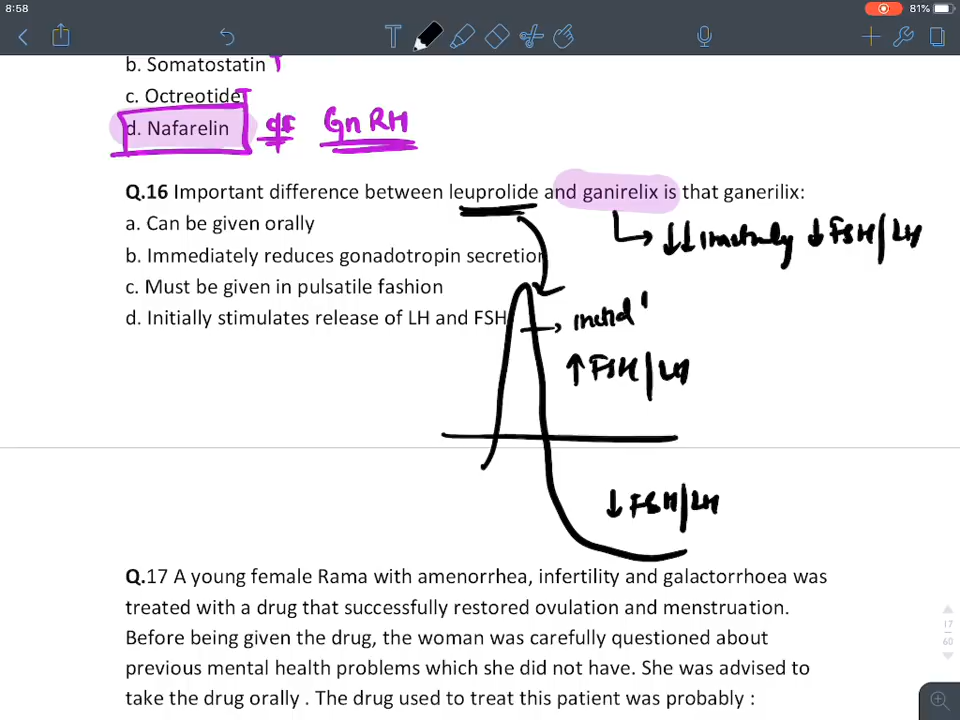 8:58
81%
T
b. Somatostatin
c. Octreotide
d. Nafarelin GnRH
Q.16 Important difference between leuprolide and ganirelix is that ganerilix:
a. Can be given orally
↓↓ ↓FSH/LH
b. Immediately reduces gonadotropin secretion
c. Must be given in pulsatile fashion
d. Initially stimulates release of LH and FSH
↑FSH/LH
↓FSH/LH
Q.17 A young female Rama with amenorrhea, infertility and galactorrhoea was
treated with a drug that successfully restored ovulation and menstruation.
Before being given the drug, the woman was carefully questioned about
previous mental health problems which she did not have. She was advised to
take the drug orally . The drug used to treat this patient was probably :
17
60